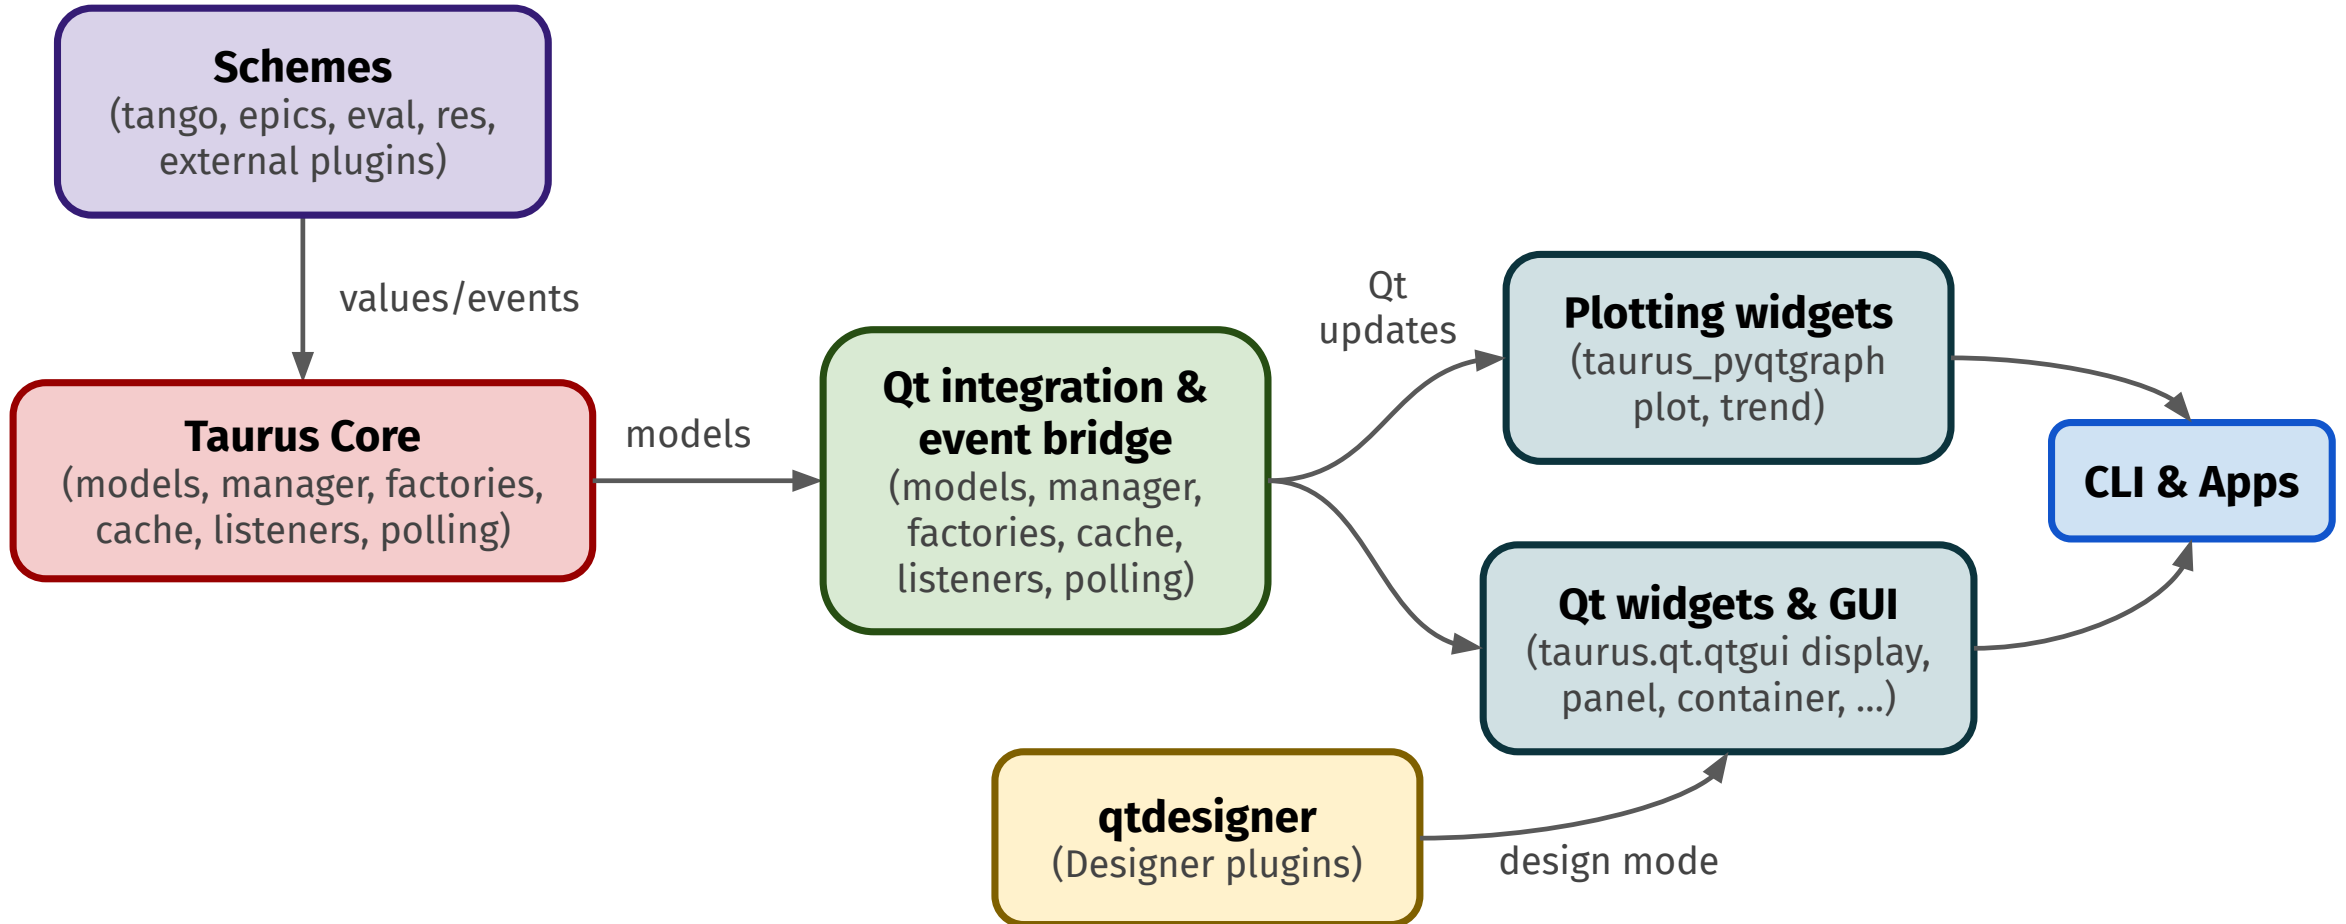 Schemes
(tango, epics, eval, res,
external plugins)
values/events
Taurus Core
(models, manager, factories,
cache, listeners, polling)
models
Qt integration &
event bridge
(models, manager,
factories, cache,
listeners, polling)
Qt
updates
Plotting widgets
(taurus_pyqtgraph
plot, trend)
Qt widgets & GUI
(taurus.qt.qtgui display,
panel, container, ...)
CLI & Apps
qtdesigner
(Designer plugins)
design mode